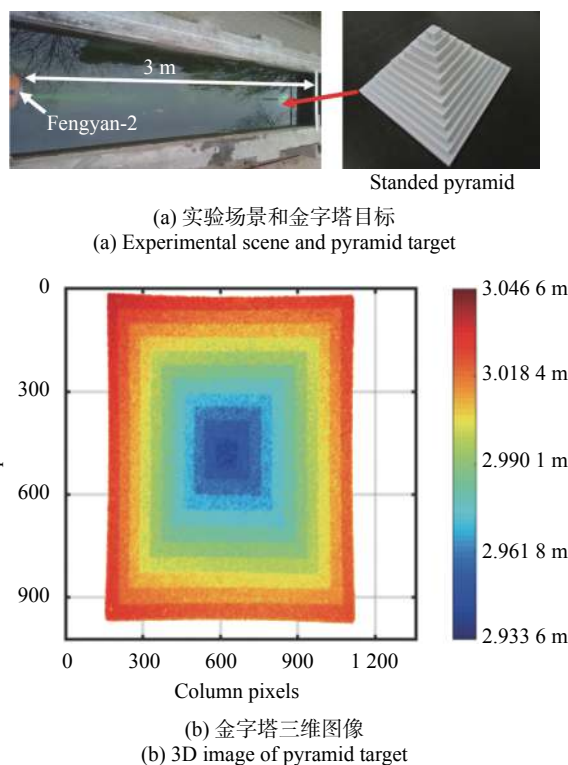 3 m
Fengyan-2
Standed pyramid
(a) 实验场景和金字塔目标
(a) Experimental scene and pyramid target
0
300
600
900
0 300 600 900 1 200
Column pixels
3.046 6 m
3.018 4 m
2.990 1 m
2.961 8 m
2.933 6 m
(b) 金字塔三维图像
(b) 3D image of pyramid target